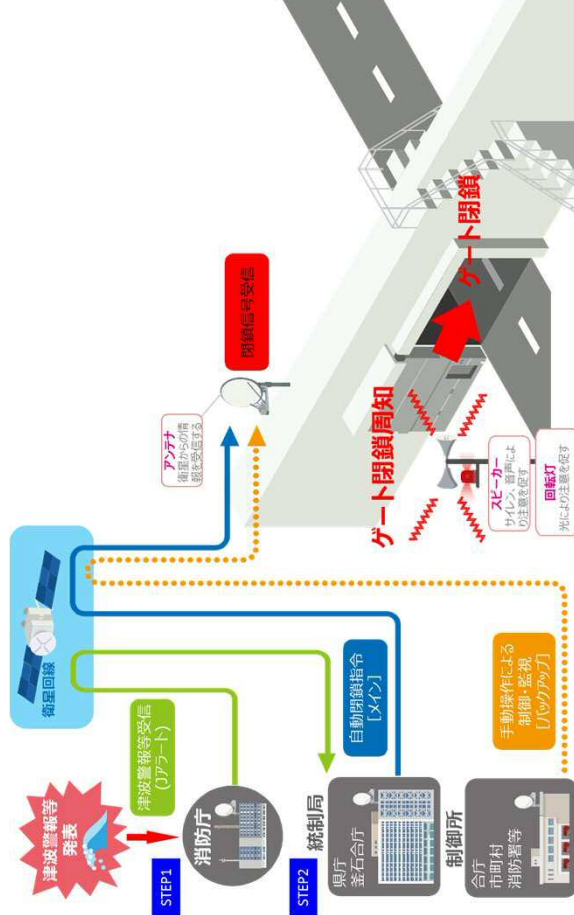 津波警報等
発表
STEP1
消防庁
津波警報等受信
(Jアラート)
衛星回線
STEP2
統制局
県庁
釜石合庁
自動閉鎖指令
[メイン]
制御所
合庁
市町村
消防署等
手動操作による
制御・監視
[バックアップ]
アンテナ
衛星からの情
報を受信する
閉鎖信号受信
ゲート閉鎖周知
ゲート閉鎖
スピーカー
サイレン、音声によ
り注意を促す
回転灯
光により注意を促す